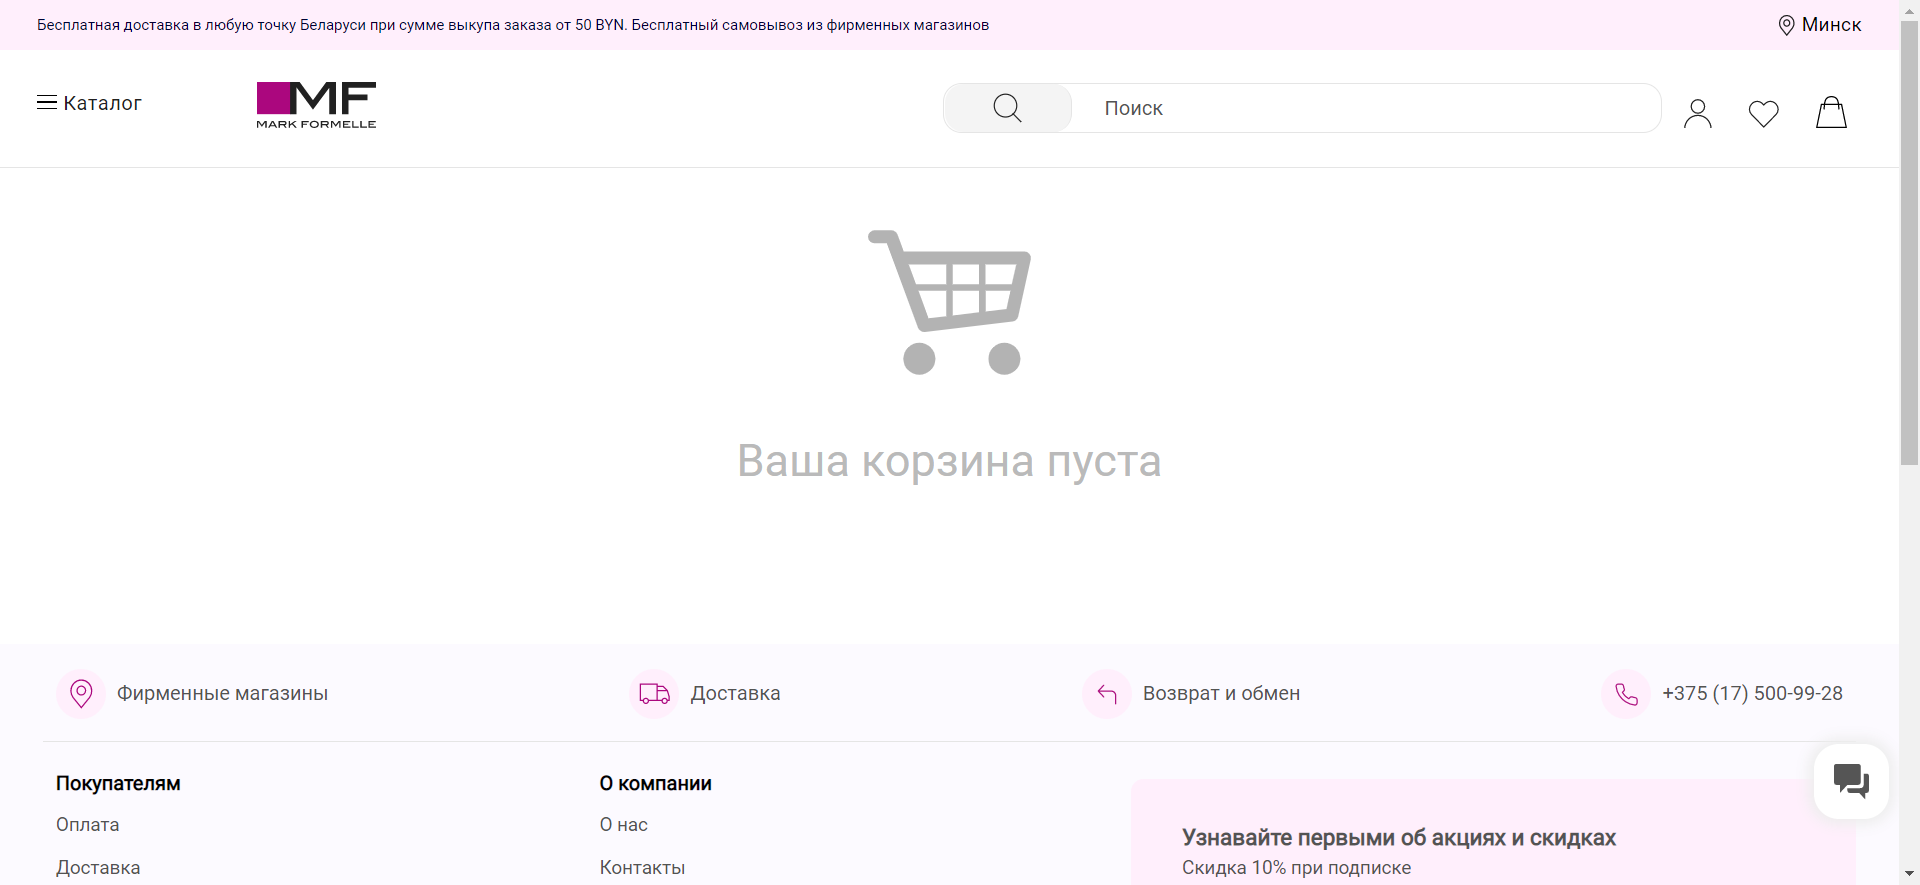 Бесплатная доставка в любую точку Беларуси при сумме выкупа заказа от 50 BYN. Бесплатный самовывоз из фирменных магазинов
Минск
Каталог
MF
MARK FORMELLE
Поиск
Ваша корзина пуста
Фирменные магазины
Доставка
Возврат и обмен
+375 (17) 500-99-28
Покупателям
Оплата
Доставка
О компании
О нас
Контакты
Узнавайте первыми об акциях и скидках
Скидка 10% при подписке